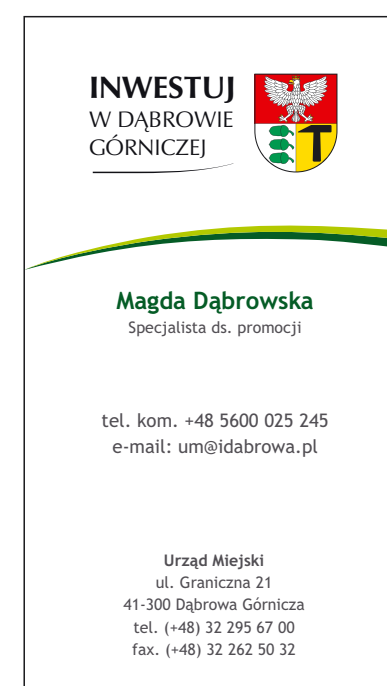 INWESTUJ
W DĄBROWIE
GÓRNICZEJ
Magda Dąbrowska
Specjalista ds. promocji
tel. kom. +48 5600 025 245
e-mail: um@idabrowa.pl
Urząd Miejski
ul. Graniczna 21
41-300 Dąbrowa Górnicza
tel. (+48) 32 295 67 00
fax. (+48) 32 262 50 32